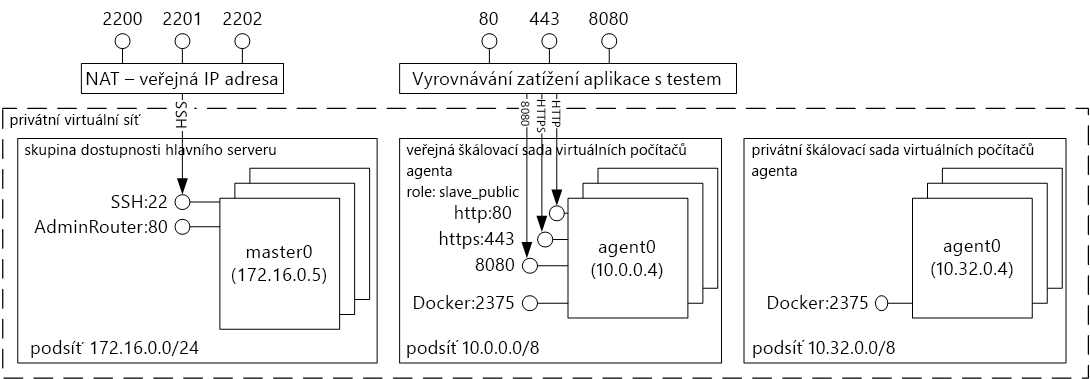 2200 2201 2202
80 443 8080
NAT – veřejná IP adresa
Vyrovnávání zatížení aplikace s testem
SSH
8080
HTTPS
HTTP
privátní virtuální síť
skupina dostupnosti hlavního serveru
SSH:22
AdminRouter:80
master0
(172.16.0.5)
podsíť 172.16.0.0/24
veřejná škálovací sada virtuálních počítačů
agenta
role: slave_public
http:80
https:443
8080
Docker:2375
agent0
(10.0.0.4)
podsíť 10.0.0.0/8
privátní škálovací sada virtuálních počítačů
agenta
agent0
(10.32.0.4)
Docker:2375
podsíť 10.32.0.0/8